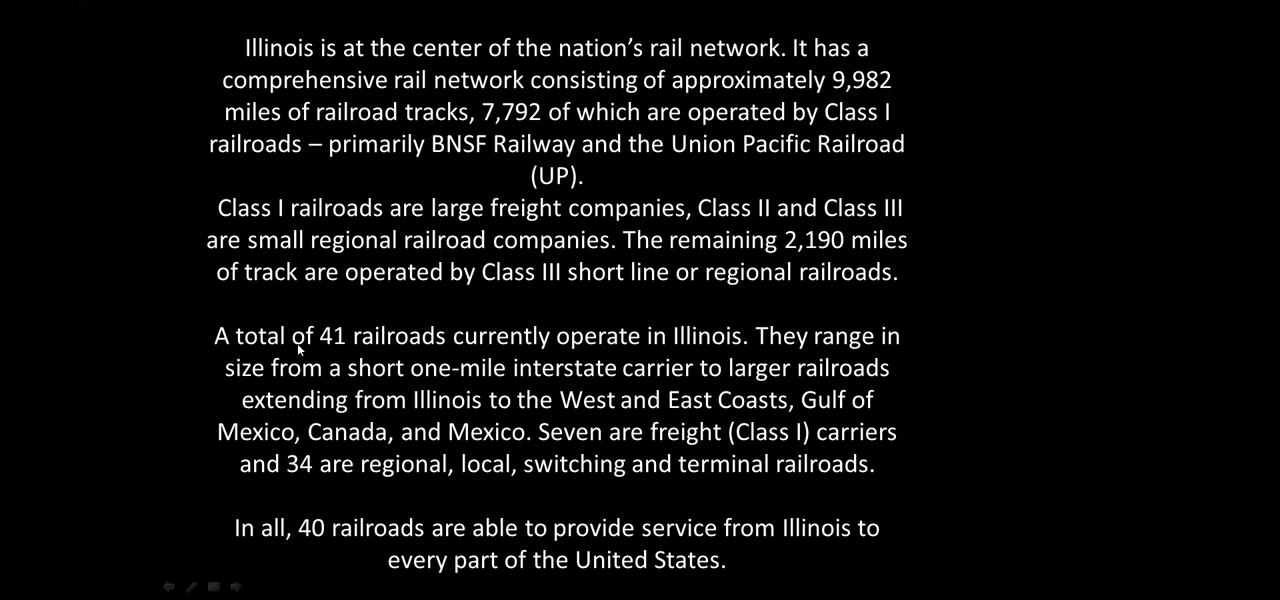 Illinois is at the center of the nation’s rail network. It has a
comprehensive rail network consisting of approximately 9,982
miles of railroad tracks, 7,792 of which are operated by Class I
railroads – primarily BNSF Railway and the Union Pacific Railroad
(UP).
Class I railroads are large freight companies, Class II and Class III
are small regional railroad companies. The remaining 2,190 miles
of track are operated by Class III short line or regional railroads.
A total of 41 railroads currently operate in Illinois. They range in
size from a short one-mile interstate carrier to larger railroads
extending from Illinois to the West and East Coasts, Gulf of
Mexico, Canada, and Mexico. Seven are freight (Class I) carriers
and 34 are regional, local, switching and terminal railroads.
In all, 40 railroads are able to provide service from Illinois to
every part of the United States.